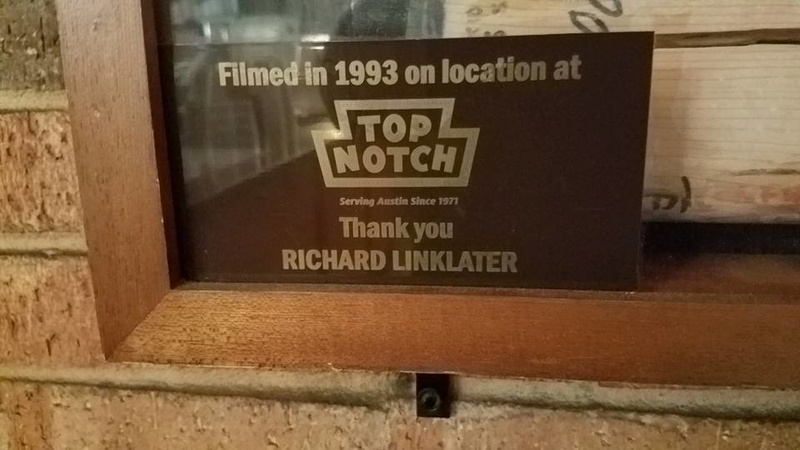 Filmed in 1993 on location at
TOP
NOTCH
Serving Austin Since 1971
Thank you
RICHARD LINKLATER